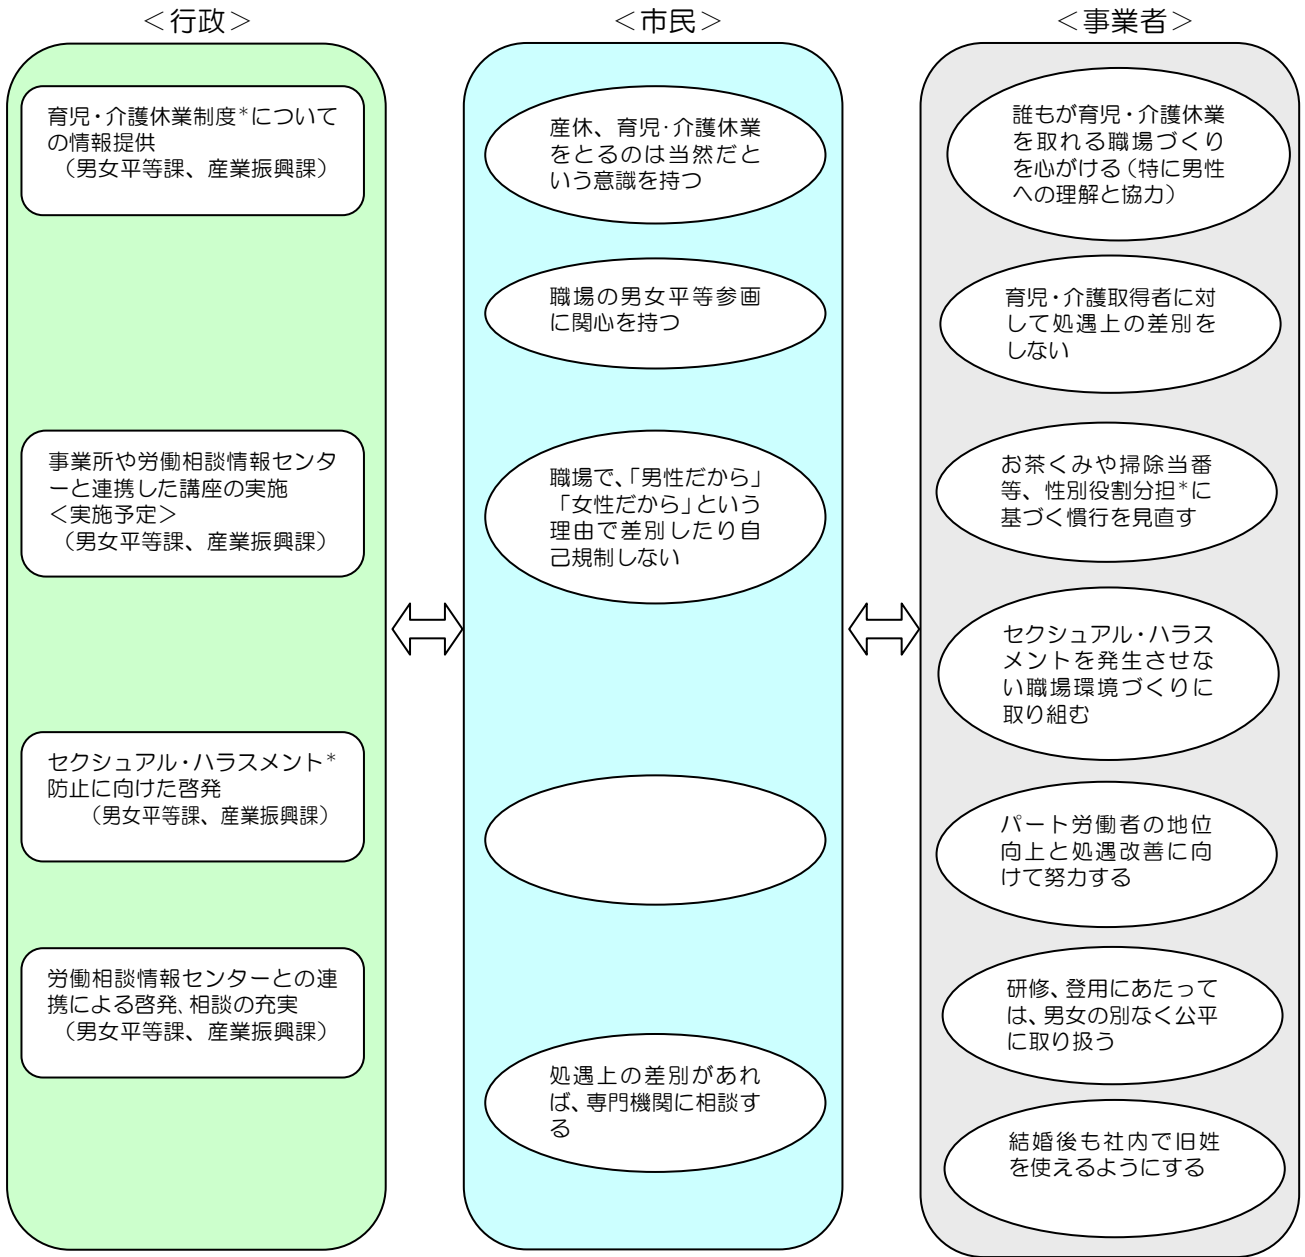 ＜行政＞
育児・介護休業制度*について
の情報提供
（男女平等課、産業振興課）
事業所や労働相談情報センタ
ーと連携した講座の実施
＜実施予定＞
（男女平等課、産業振興課）
セクシュアル・ハラスメント*
防止に向けた啓発
（男女平等課、産業振興課）
労働相談情報センターとの連
携による啓発、相談の充実
（男女平等課、産業振興課）
＜市民＞
産休、育児・介護休業
をとるのは当然だと
いう意識を持つ
職場の男女平等参画
に関心を持つ
職場で、「男性だから」
「女性だから」という
理由で差別したり自
己規制しない
処遇上の差別があれ
ば、専門機関に相談す
る
＜事業者＞
誰もが育児・介護休業
を取れる職場づくり
を心がける（特に男性
への理解と協力）
育児・介護取得者に対
して処遇上の差別を
しない
お茶くみや掃除当番
等、性別役割分担*に
基づく慣行を見直す
セクシュアル・ハラス
メントを発生させな
い職場環境づくりに
取り組む
パート労働者の地位
向上と処遇改善に向
けて努力する
研修、登用にあたって
は、男女の別なく公平
に取り扱う
結婚後も社内で旧姓
を使えるようにする